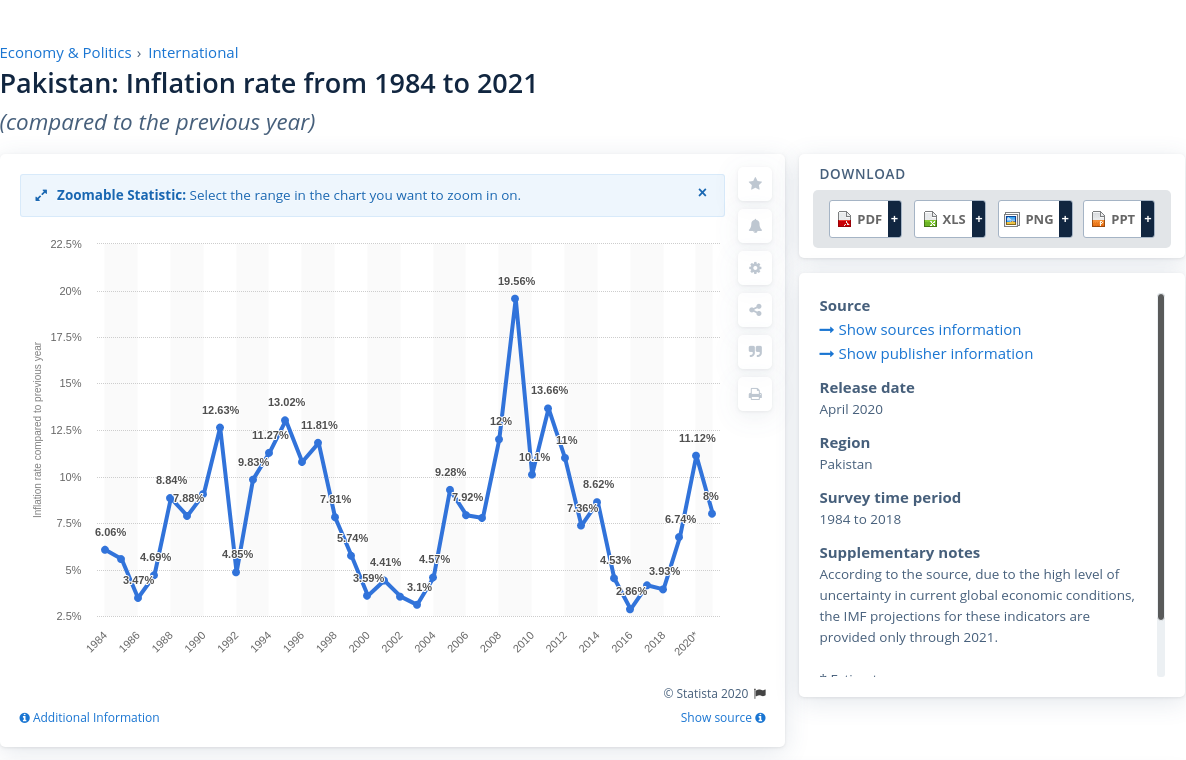 Economy & Politics › International
Pakistan: Inflation rate from 1984 to 2021
(compared to the previous year)
Zoomable Statistic: Select the range in the chart you want to zoom in on. ×
22.5%
20%
17.5%
15%
12.5%
10%
7.5%
5%
2.5%
Inflation rate compared to previous year
6.06%
3.47%
4.69%
8.84%
7.88%
12.63%
4.85%
9.83%
11.27%
13.02%
11.81%
7.81%
5.74%
3.59%
4.41%
3.1%
4.57%
9.28%
7.92%
12%
19.56%
10.1%
13.66%
11%
7.36%
8.62%
4.53%
2.86%
3.93%
6.74%
11.12%
8%
1984
1986
1988
1990
1992
1994
1996
1998
2000
2002
2004
2006
2008
2010
2012
2014
2016
2018
2020*
© Statista 2020
Additional Information
Show source
DOWNLOAD
PDF + XLS + PNG + PPT +
Source
Show sources information
Show publisher information
Release date
April 2020
Region
Pakistan
Survey time period
1984 to 2018
Supplementary notes
According to the source, due to the high level of
uncertainty in current global economic conditions,
the IMF projections for these indicators are
provided only through 2021.